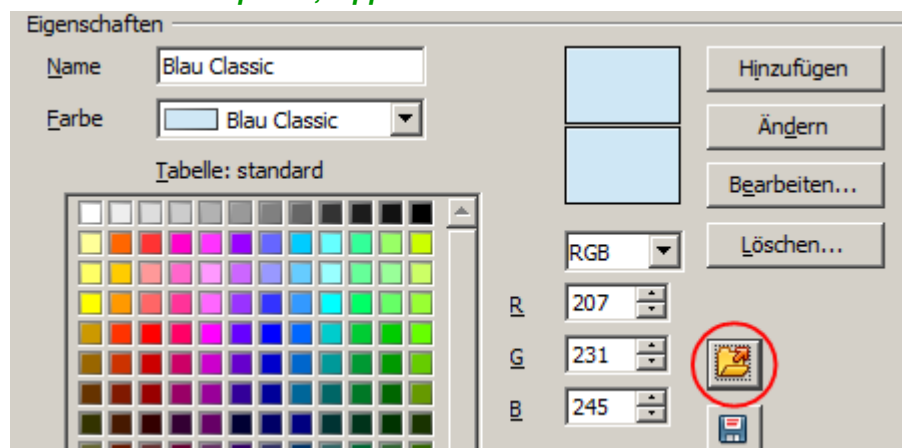 Eigenschaften
Name Blau Classic Hinzufügen
Farbe Blau Classic Ändern
Tabelle: standard Bearbeiten...
RGB Löschen...
R 207
G 231
B 245